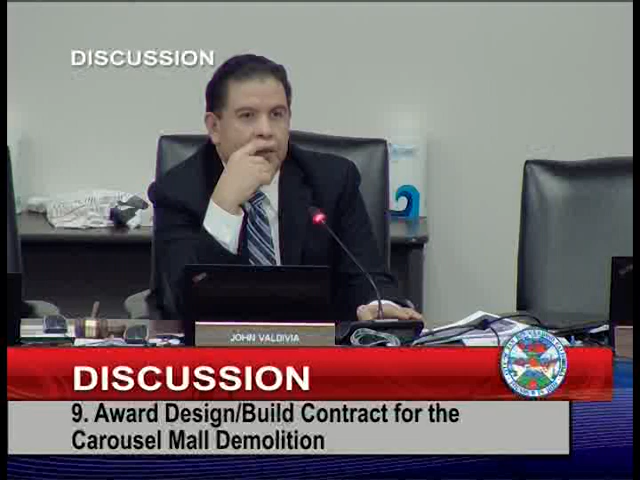 DISCUSSION
JOHN VALDIVIA
DISCUSSION
9. Award Design/Build Contract for the
Carousel Mall Demolition